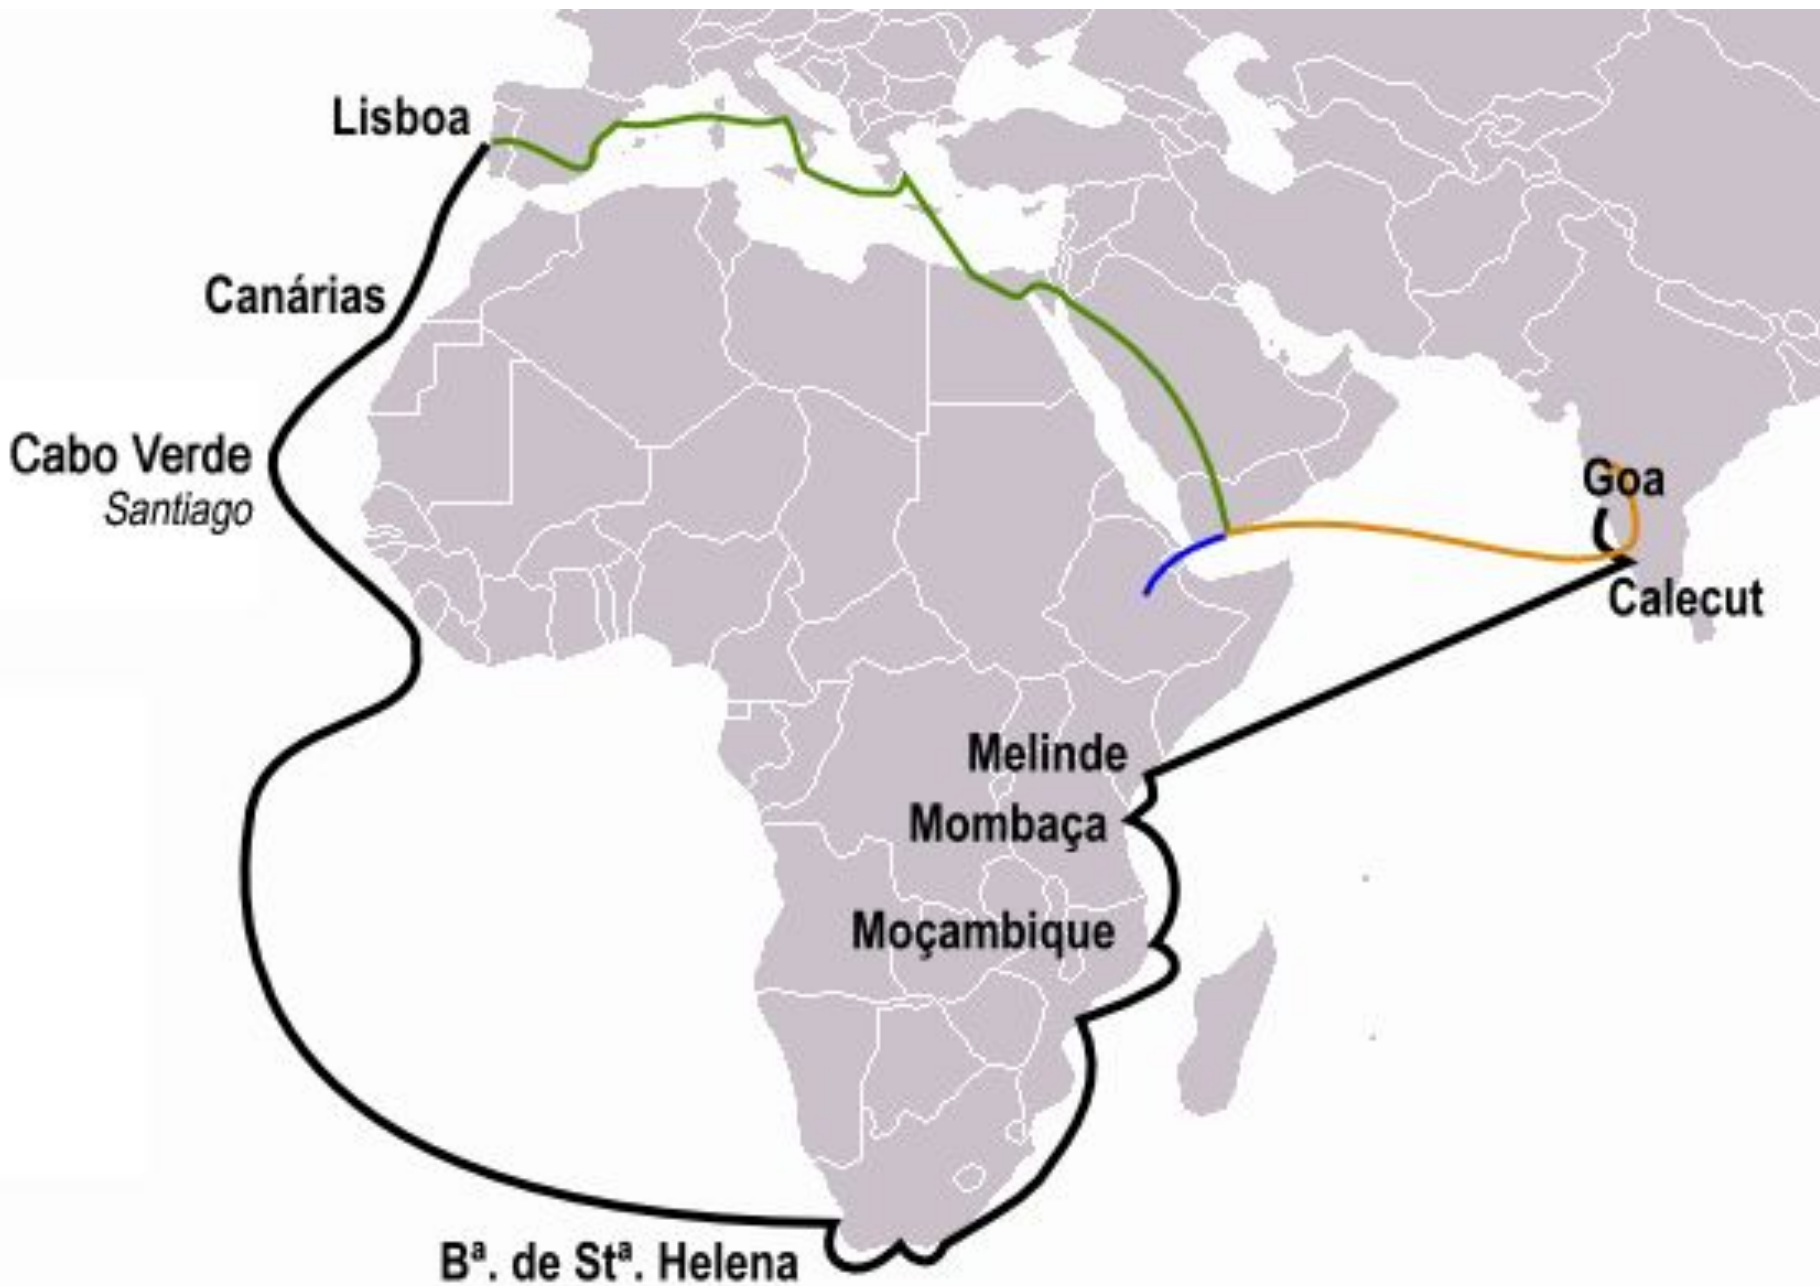 Lisboa
Canárias
Cabo Verde
Santiago
Goa
Calecut
Melinde
Mombaça
Moçambique
Bª. de Stª. Helena